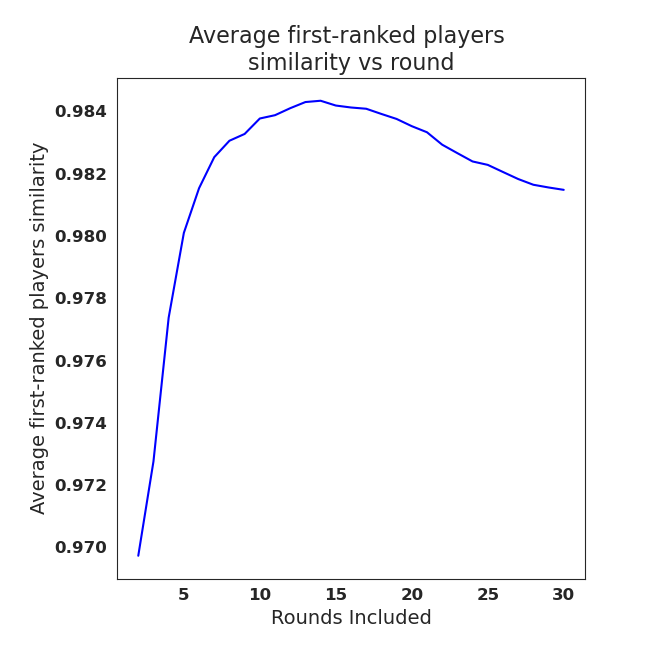 Average first-ranked players
similarity vs round
Average first-ranked players similarity
0.984
0.982
0.980
0.978
0.976
0.974
0.972
0.970
5 10 15 20 25 30
Rounds Included